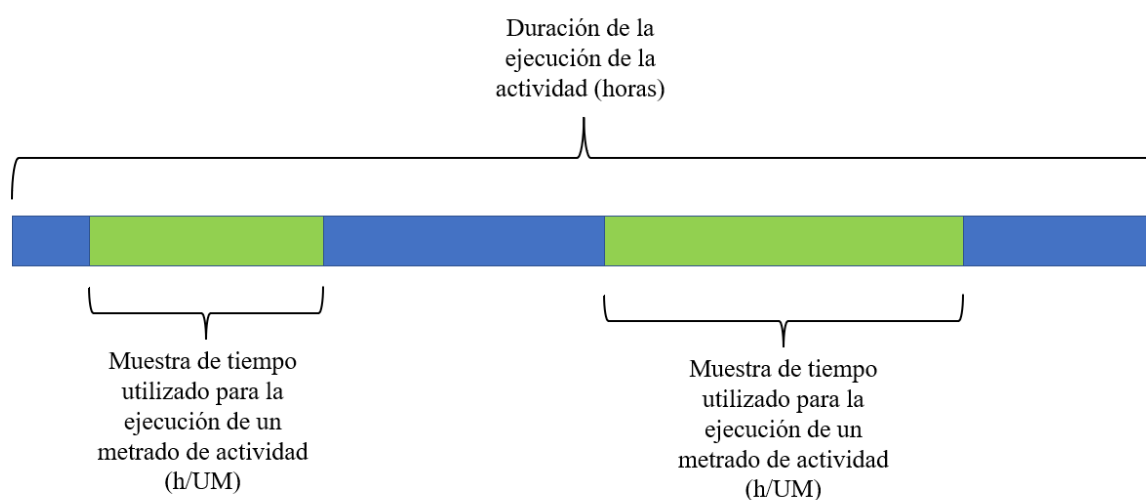 Duración de la
ejecución de la
actividad (horas)
Muestra de tiempo
utilizado para la
ejecución de un
metrado de actividad
(h/UM)
Muestra de tiempo
utilizado para la
ejecución de un
metrado de actividad
(h/UM)